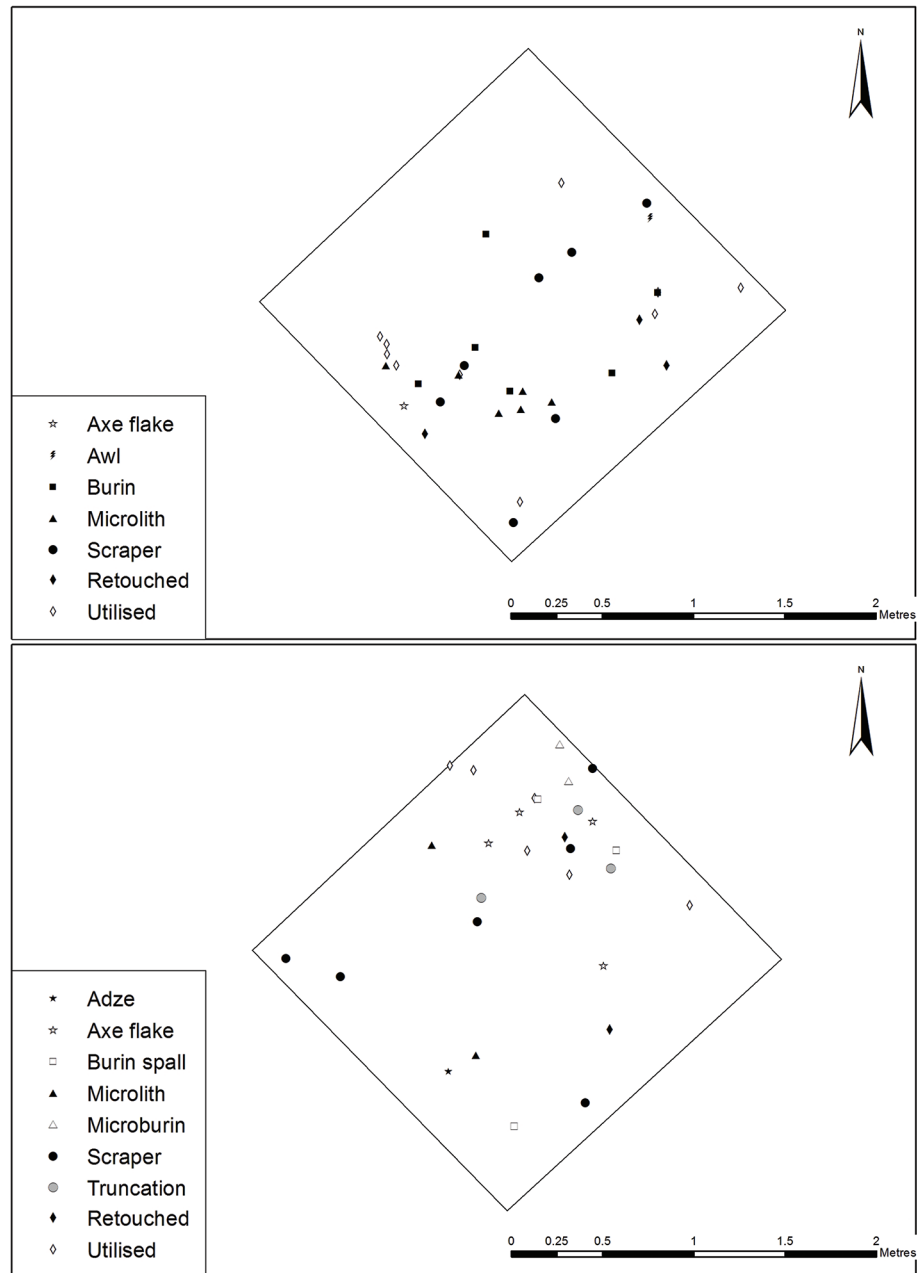 N
Axe flake
Awl
Burin
Microlith
Scraper
Retouched
Utilised
0 0.25 0.5 1 1.5 2
Metres
N
Adze
Axe flake
Burin spall
Microlith
Microburin
Scraper
Truncation
Retouched
Utilised
0 0.25 0.5 1 1.5 2
Metres